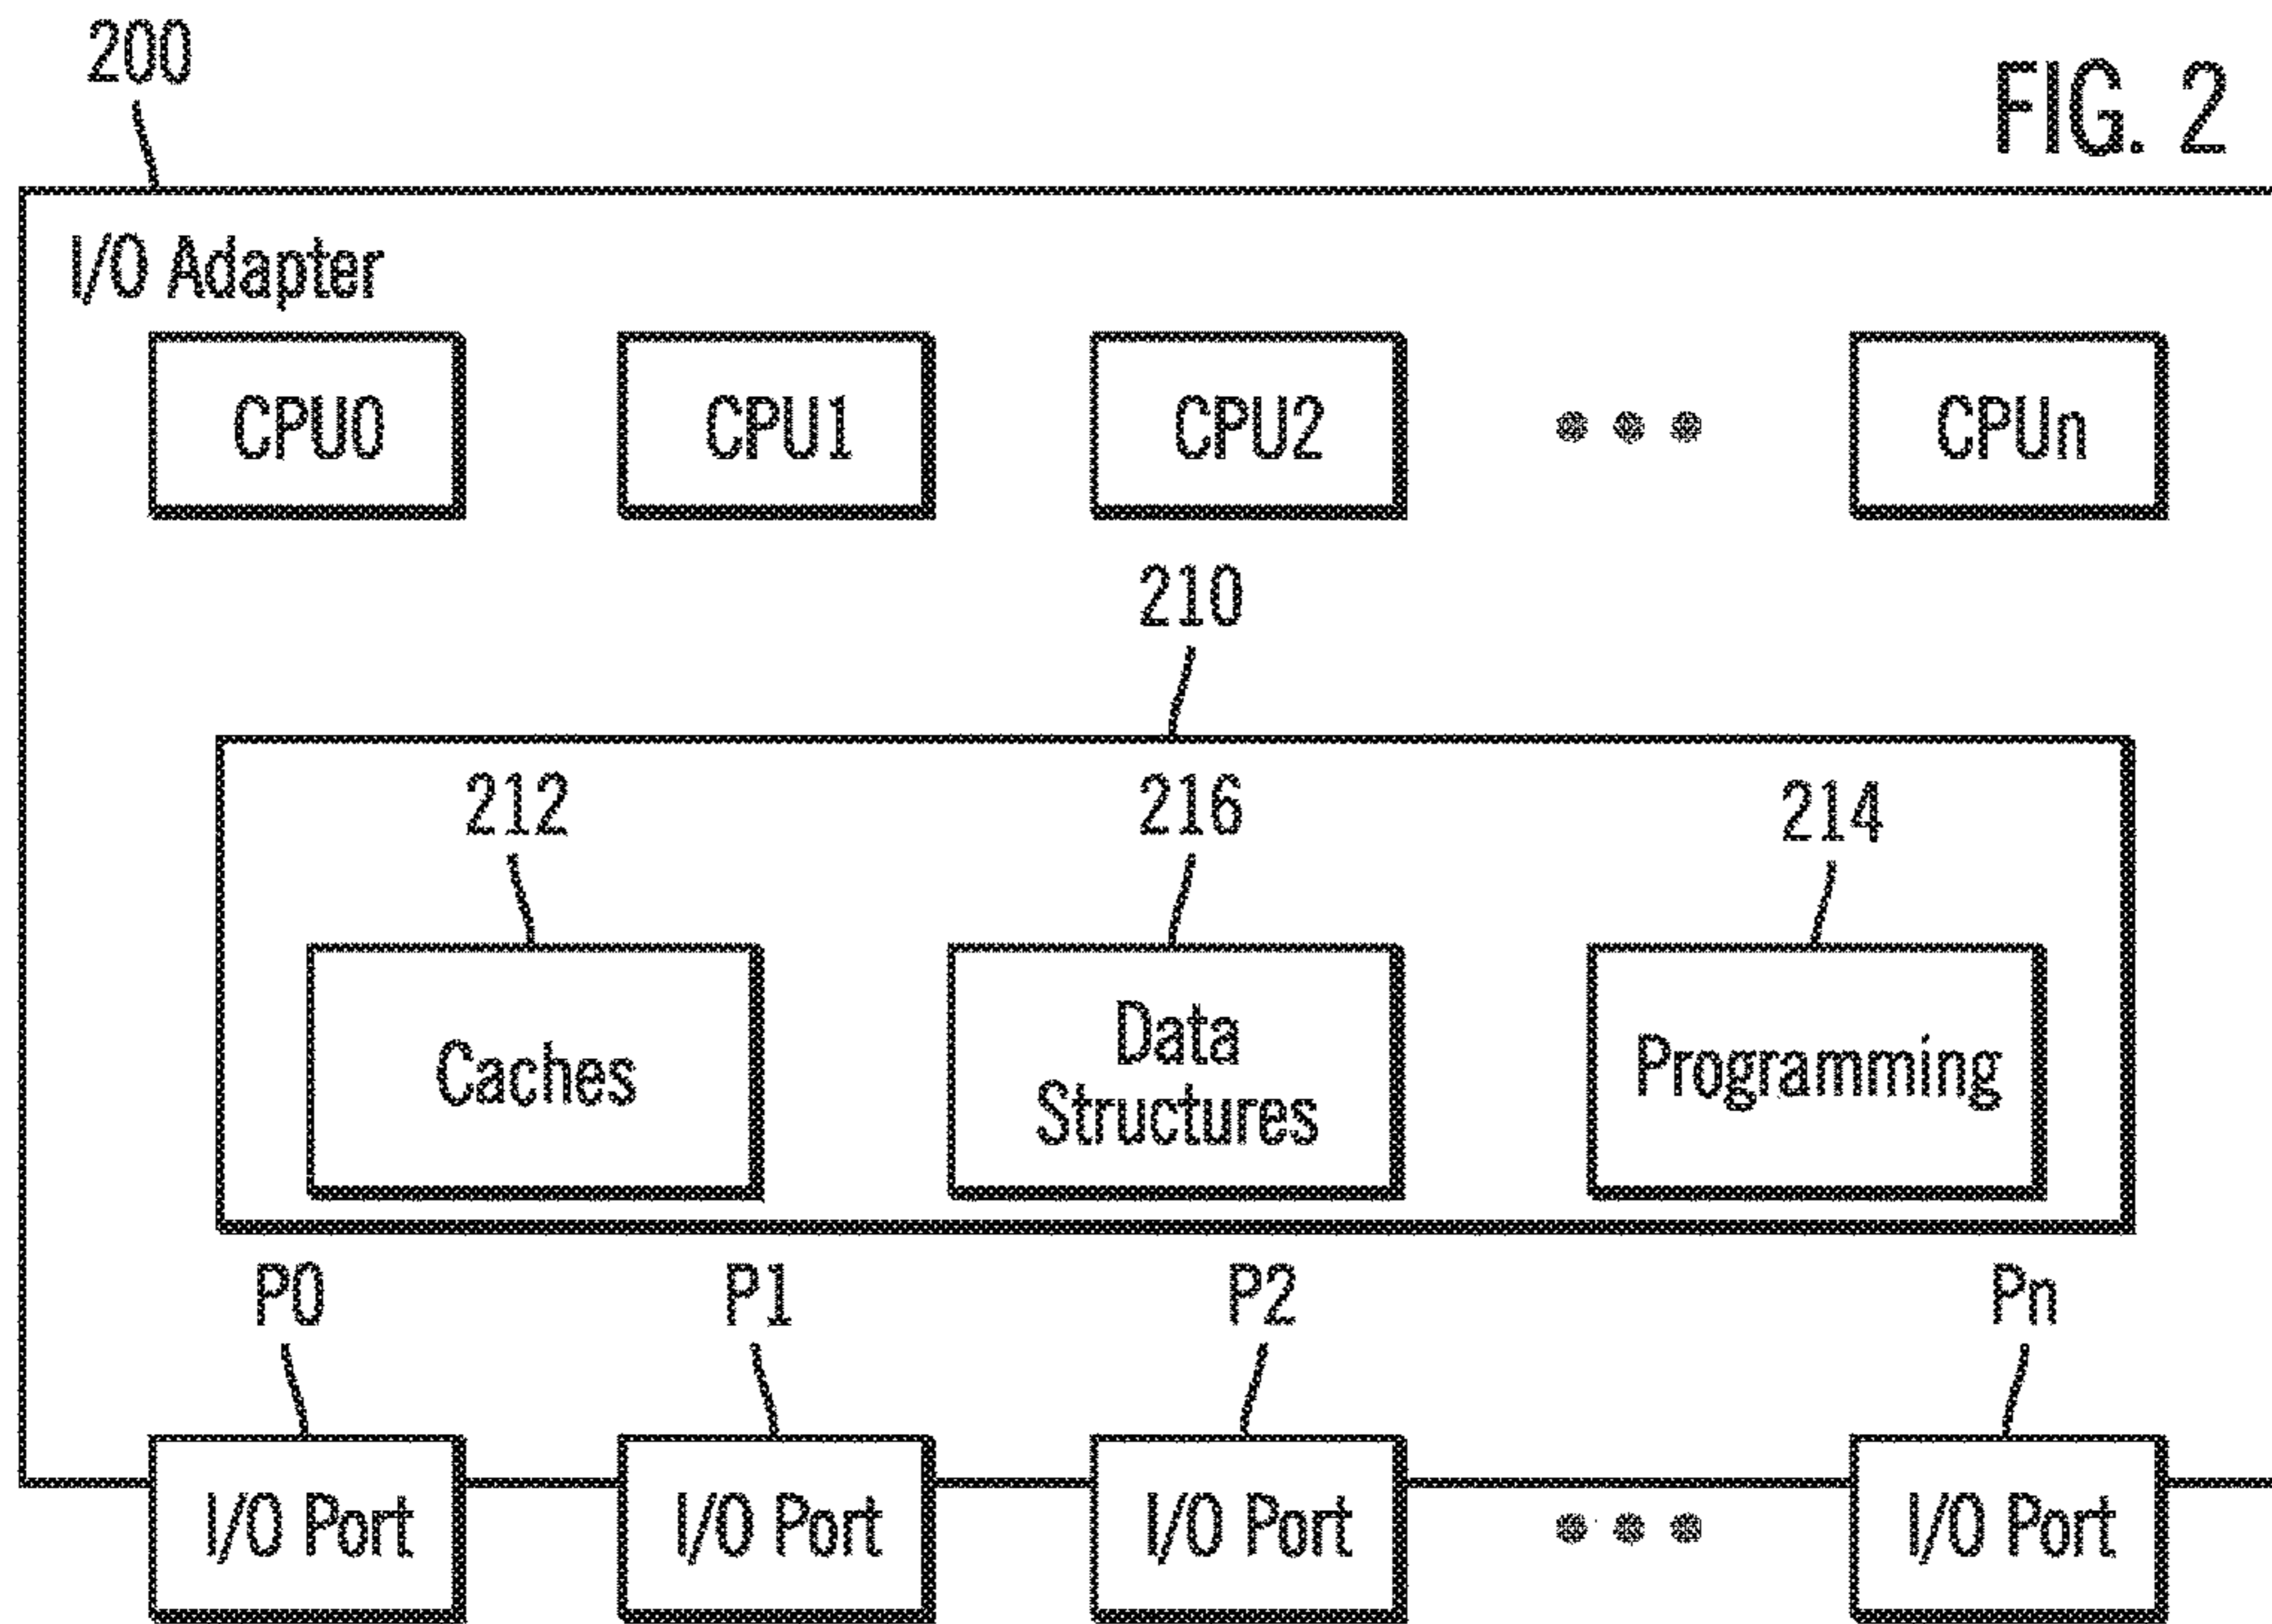 200
FIG. 2
I/O Adapter
CPU0 CPU1 CPU2 ●●● CPUn
210
212 216 214
Caches
Data
Structures
Programming
P0 P1 P2 Pn
I/O Port I/O Port I/O Port ●●● I/O Port